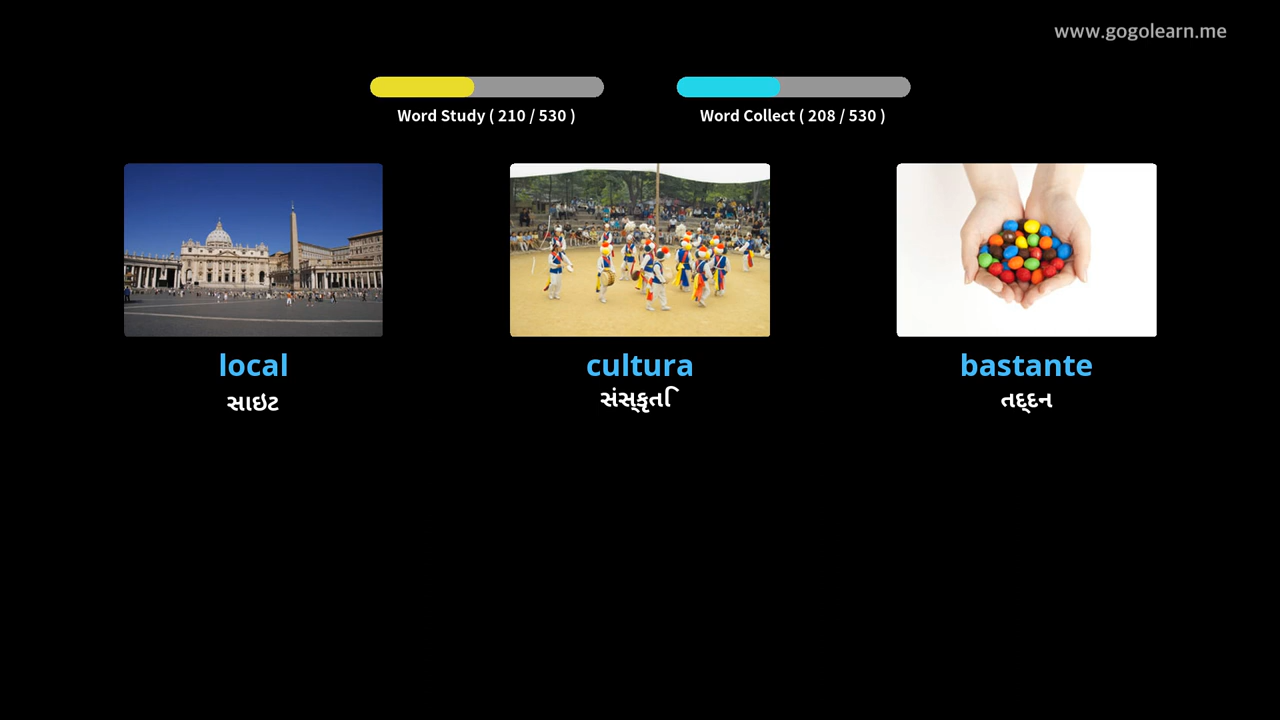 www.gogolearn.me
Word Study ( 210 / 530 )
Word Collect ( 208 / 530 )
local
cultura
bastante
સાઇટ
સંસ્કૃતિ
તદ્દન